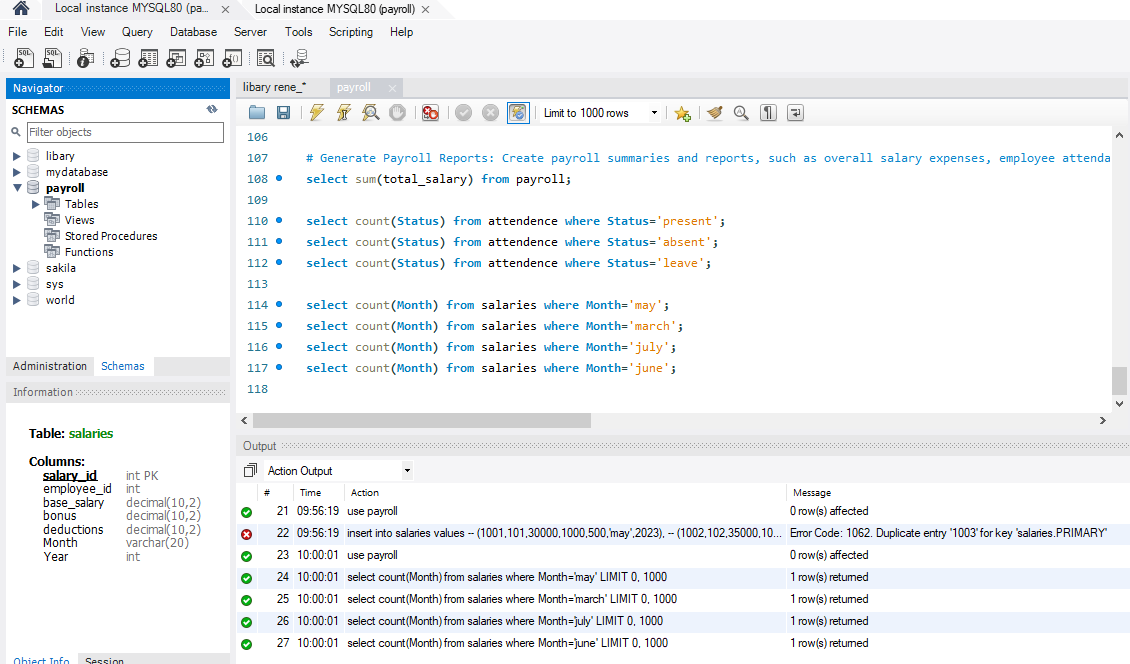 Local instance MYSQL80 (pa... × Local instance MYSQL80 (payroll) ×
File Edit View Query Database Server Tools Scripting Help
Navigator
SCHEMAS
Filter objects
libary
mydatabase
payroll
Tables
Views
Stored Procedures
Functions
sakila
sys
world
Administration Schemas
Information
Table: salaries
Columns:
salary_id int PK
employee_id int
base_salary decimal(10,2)
bonus decimal(10,2)
deductions decimal(10,2)
Month varchar(20)
Year int
Object Info Session
libary rene_* payroll ×
Limit to 1000 rows
106
107 # Generate Payroll Reports: Create payroll summaries and reports, such as overall salary expenses, employee attenda
108 select sum(total_salary) from payroll;
109
110 select count(Status) from attendence where Status='present';
111 select count(Status) from attendence where Status='absent';
112 select count(Status) from attendence where Status='leave';
113
114 select count(Month) from salaries where Month='may';
115 select count(Month) from salaries where Month='march';
116 select count(Month) from salaries where Month='july';
117 select count(Month) from salaries where Month='june';
118
Output
Action Output
# Time Action Message
21 09:56:19 use payroll 0 row(s) affected
22 09:56:19 insert into salaries values -- (1001,101,30000,1000,500,'may',2023), -- (1002,102,35000,10... Error Code: 1062. Duplicate entry '1003' for key 'salaries.PRIMARY'
23 10:00:01 use payroll 0 row(s) affected
24 10:00:01 select count(Month) from salaries where Month='may' LIMIT 0, 1000 1 row(s) returned
25 10:00:01 select count(Month) from salaries where Month='march' LIMIT 0, 1000 1 row(s) returned
26 10:00:01 select count(Month) from salaries where Month='july' LIMIT 0, 1000 1 row(s) returned
27 10:00:01 select count(Month) from salaries where Month='june' LIMIT 0, 1000 1 row(s) returned